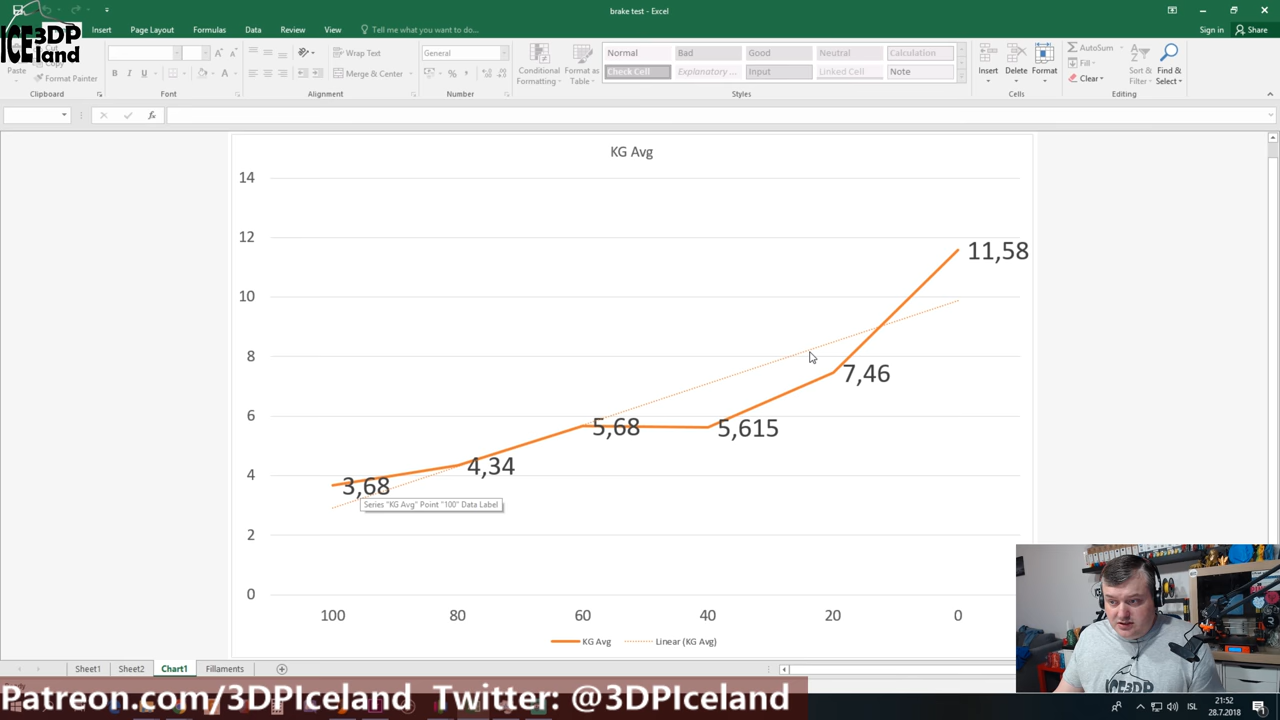 brake test - Excel
Sign in
Share
ICE 3DP
land
Insert
Page Layout
Formulas
Data
Review
View
Tell me what you want to do...
Paste
Copy
Format Painter
Clipboard
B I U
Font
Wrap Text
Merge & Center
Alignment
General
%
Number
Conditional
Formatting
Format as
Table
Normal
Bad
Good
Neutral
Calculation
Check Cell
Explanatory ...
Input
Linked Cell
Note
Styles
Insert
Delete
Format
Cells
AutoSum
Fill
Clear
Sort &
Filter
Find &
Select
Editing
fx
KG Avg
14
12
10
8
6
4
2
0
11,58
7,46
5,68
5,615
4,34
3,68
Series "KG Avg" Point "100" Data Label
100
80
60
40
20
0
KG Avg
Linear (KG Avg)
Sheet1
Sheet2
Chart1
Fillaments
Patreon.com/3DPIceland Twitter: @3DPIceland
ISL
21:52
28.7.2018